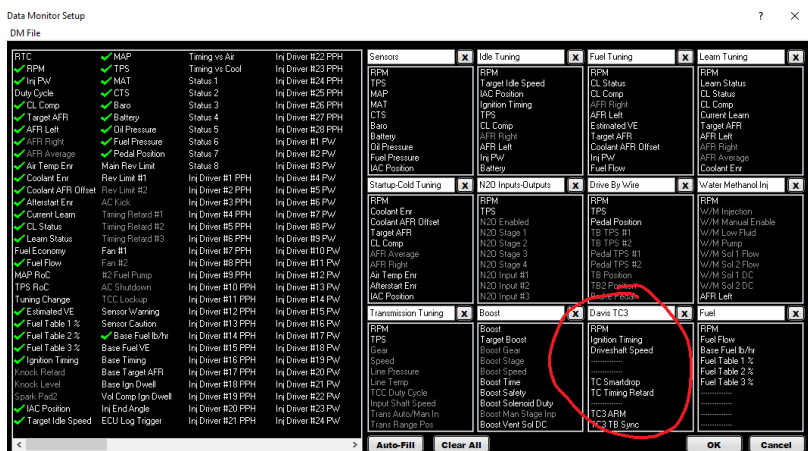 Data Monitor Setup
? ×
DM File
RTC
RPM
Inj PW
Duty Cycle
CL Comp
Target AFR
AFR Left
AFR Right
AFR Average
Air Temp Enr
Coolant Enr
Coolant AFR Offset
Afterstart Enr
Current Learn
CL Status
Learn Status
Fuel Economy
Fuel Flow
MAP RoC
TPS RoC
Tuning Change
Estimated VE
Fuel Table 1 %
Fuel Table 2 %
Fuel Table 3 %
Ignition Timing
Knock Retard
Knock Level
Spark Pad2
IAC Position
Target Idle Speed
MAP
TPS
MAT
CTS
Baro
Battery
Oil Pressure
Fuel Pressure
Pedal Position
Main Rev Limit
Rev Limit #1
Rev Limit #2
AC Kick
Timing Retard #1
Timing Retard #2
Timing Retard #3
Fan #1
Fan #2
#2 Fuel Pump
AC Shutdown
TCC Lockup
Sensor Warning
Sensor Caution
Base Fuel lb/hr
Base Fuel VE
Base Timing
Base Target AFR
Base Ign Dwell
Vol Comp Ign Dwell
Inj End Angle
ECU Log Trigger
Timing vs Air
Timing vs Cool
Status 1
Status 2
Status 3
Status 4
Status 5
Status 6
Status 7
Status 8
Inj Driver #1 PPH
Inj Driver #2 PPH
Inj Driver #3 PPH
Inj Driver #4 PPH
Inj Driver #5 PPH
Inj Driver #6 PPH
Inj Driver #7 PPH
Inj Driver #8 PPH
Inj Driver #9 PPH
Inj Driver #10 PPH
Inj Driver #11 PPH
Inj Driver #12 PPH
Inj Driver #13 PPH
Inj Driver #14 PPH
Inj Driver #15 PPH
Inj Driver #16 PPH
Inj Driver #17 PPH
Inj Driver #18 PPH
Inj Driver #19 PPH
Inj Driver #20 PPH
Inj Driver #21 PPH
Inj Driver #22 PPH
Inj Driver #23 PPH
Inj Driver #24 PPH
Inj Driver #25 PPH
Inj Driver #26 PPH
Inj Driver #27 PPH
Inj Driver #28 PPH
Inj Driver #1 PW
Inj Driver #2 PW
Inj Driver #3 PW
Inj Driver #4 PW
Inj Driver #5 PW
Inj Driver #6 PW
Inj Driver #7 PW
Inj Driver #8 PW
Inj Driver #9 PW
Inj Driver #10 PW
Inj Driver #11 PW
Inj Driver #12 PW
Inj Driver #13 PW
Inj Driver #14 PW
Inj Driver #15 PW
Inj Driver #16 PW
Inj Driver #17 PW
Inj Driver #18 PW
Inj Driver #19 PW
Inj Driver #20 PW
Inj Driver #21 PW
Inj Driver #22 PW
Inj Driver #23 PW
Inj Driver #24 PW
Sensors X
RPM
TPS
MAP
MAT
CTS
Baro
Battery
Oil Pressure
Fuel Pressure
IAC Position
Idle Tuning X
RPM
Target Idle Speed
IAC Position
Ignition Timing
TPS
CL Comp
AFR Right
AFR Left
Inj PW
Coolant Enr
Fuel Tuning X
RPM
CL Status
CL Comp
AFR Right
AFR Left
Estimated VE
Target AFR
Coolant AFR Offset
Inj PW
Fuel Flow
Learn Tuning X
RPM
Learn Status
CL Status
CL Comp
Current Learn
Target AFR
AFR Left
AFR Right
AFR Average
Coolant Enr
Startup-Cold Tuning X
RPM
Coolant Enr
Coolant AFR Offset
Target AFR
CL Comp
AFR Average
AFR Right
Air Temp Enr
Afterstart Enr
IAC Position
N2O Inputs-Outputs X
RPM
TPS
N2O Enabled
N2O Stage 1
N2O Stage 2
N2O Stage 3
N2O Stage 4
N2O Input #1
N2O Input #2
N2O Input #3
Drive By Wire X
RPM
TPS
Pedal Position
TB TPS #1
TB TPS #2
Pedal TPS #1
Pedal TPS #2
TB Position
TB2 Position
Brake Pedal
Water Methanol Inj X
RPM
W/M Injection
W/M Manual Enable
W/M Low Fluid
W/M Pump
W/M Sol 1 Flow
W/M Sol 2 Flow
W/M Sol 1 DC
W/M Sol 2 DC
AFR Left
Transmission Tuning X
RPM
TPS
Gear
Speed
Line Pressure
Line Temp
TCC Duty Cycle
Input Shaft Speed
Trans Auto/Man In
Trans Range Pos
Boost X
Boost
Target Boost
Boost Gear
Boost Stage
Boost Speed
Boost Time
Boost Safety
Boost Solenoid Duty
Boost Man Stage Inp
Boost Vent Sol DC
Davis TC3 X
RPM
Ignition Timing
Driveshaft Speed
---------------
---------------
TC Smartdrop
TC Timing Retard
---------------
TC3 ARM
TC3 TB Sync
Fuel X
RPM
Fuel Flow
Base Fuel lb/hr
Fuel Table 1 %
Fuel Table 2 %
Fuel Table 3 %
---------------
---------------
---------------
---------------
< >
Auto-Fill Clear All OK Cancel